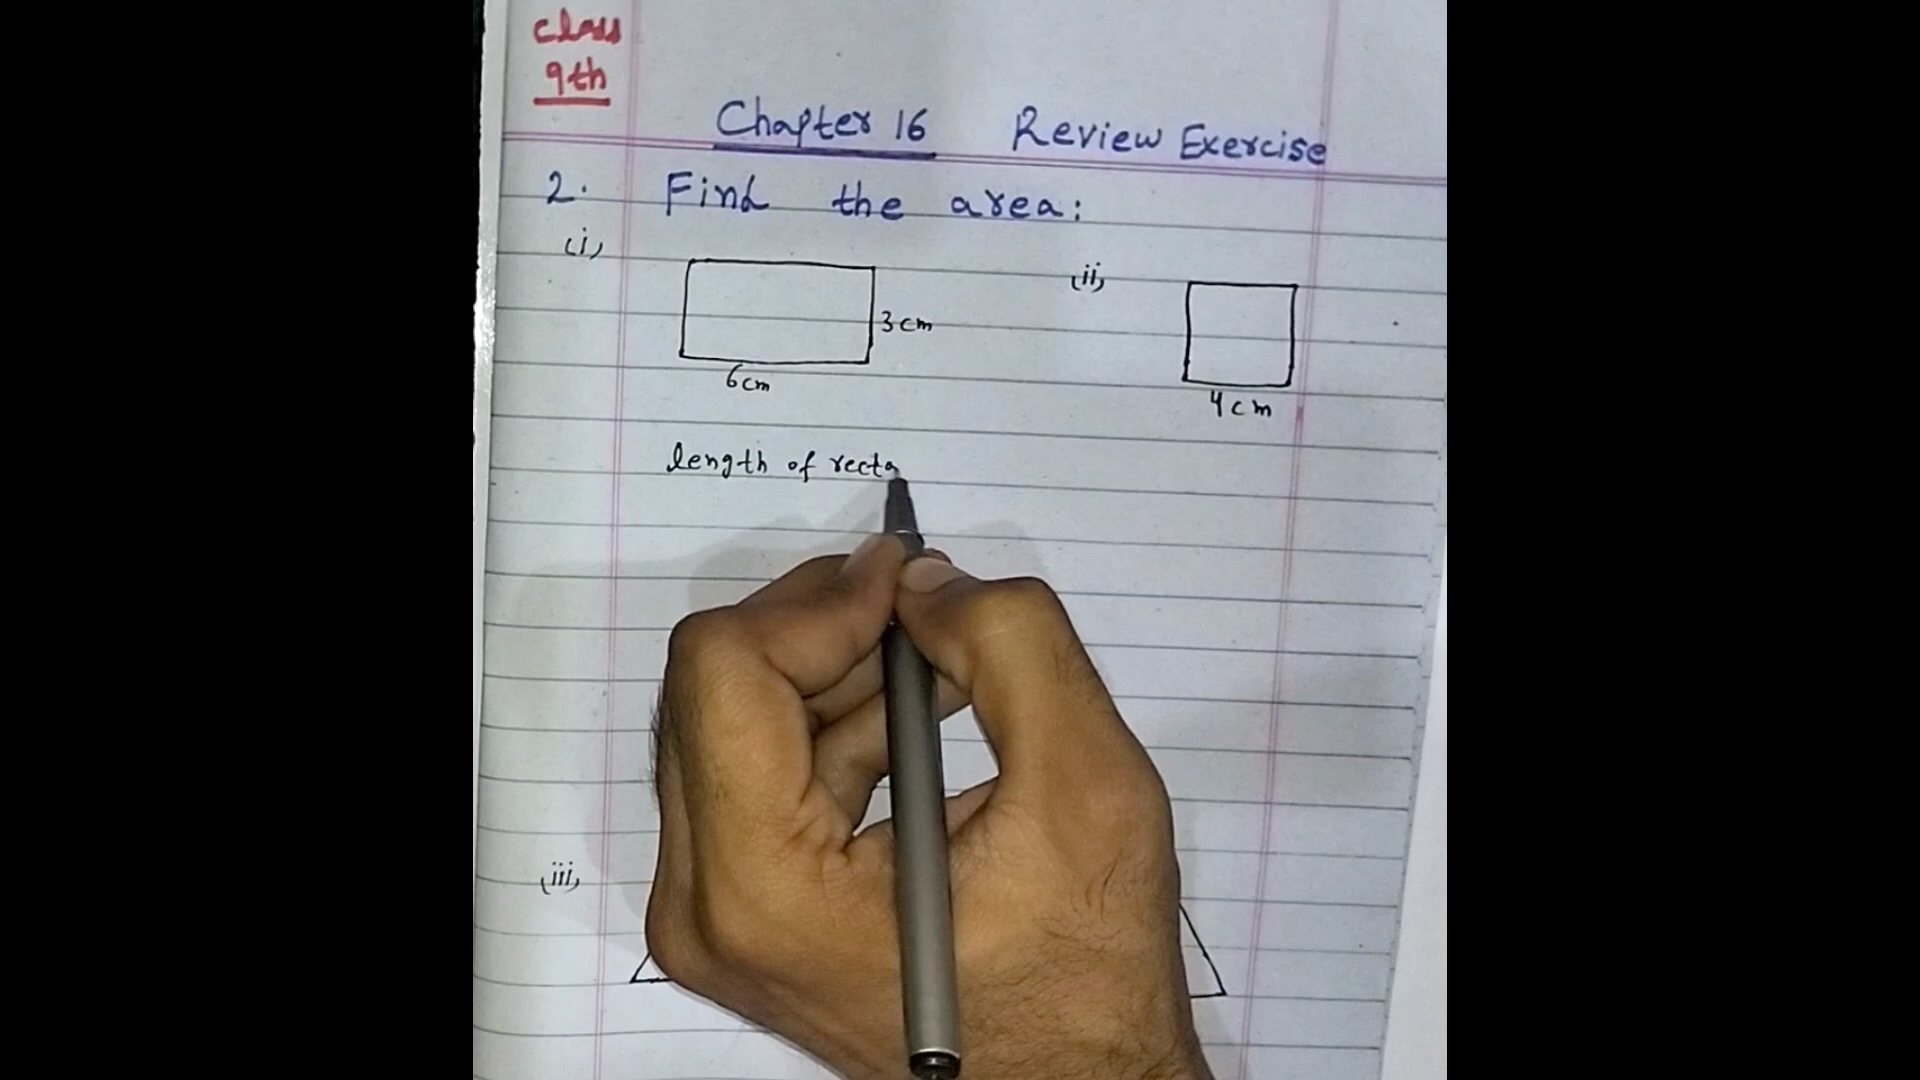 Class
9th
Chapter 16 Review Exercise
2. Find the area:
(i)
(ii)
3cm
6cm
4cm
length of recta
(iii)